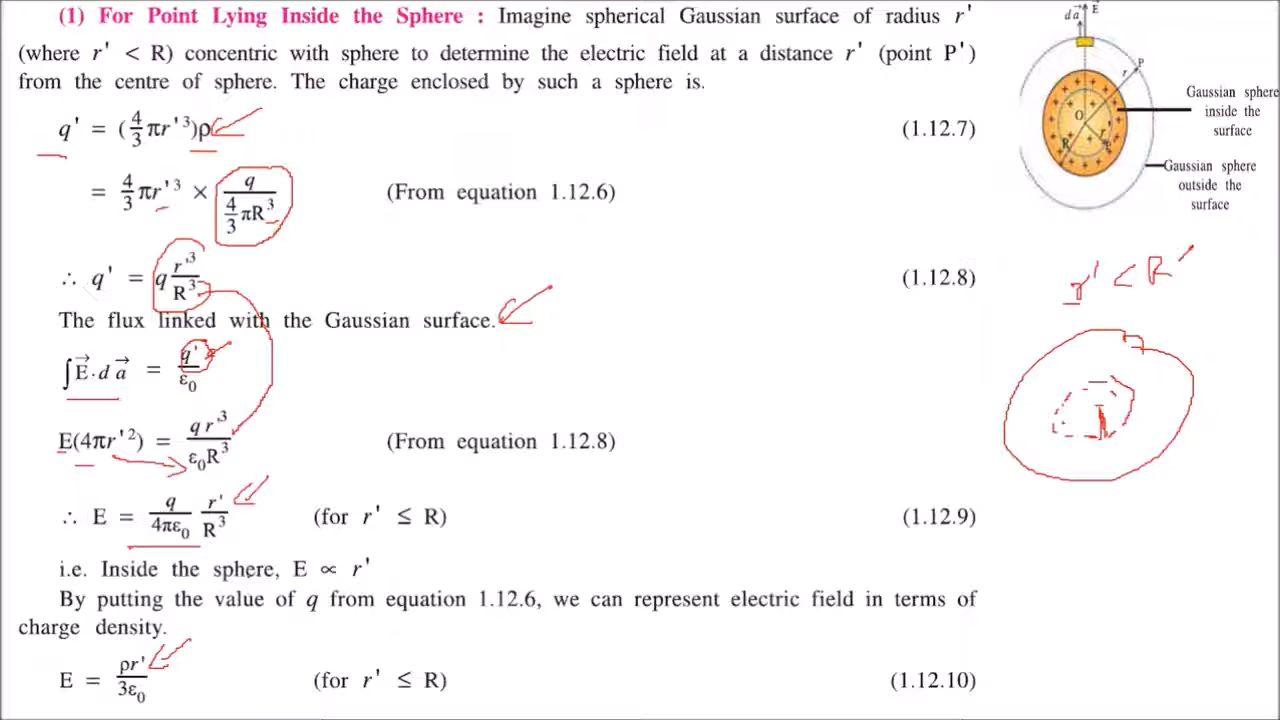 (1) For Point Lying Inside the Sphere : Imagine spherical Gaussian surface of radius r'
(where r' < R) concentric with sphere to determine the electric field at a distance r' (point P')
from the centre of sphere. The charge enclosed by such a sphere is.
q' = (4/3 πr'³)ρ (1.12.7)
= 4/3 πr'³ × q / (4/3 πR³) (From equation 1.12.6)
∴ q' = q r'³/R³ (1.12.8)
The flux linked with the Gaussian surface.
∫E⃗·d a⃗ = q'/ε₀
E(4πr'²) = q r'³ / ε₀R³ (From equation 1.12.8)
∴ E = q/4πε₀ r'/R³ (for r' ≤ R) (1.12.9)
i.e. Inside the sphere, E ∝ r'
By putting the value of q from equation 1.12.6, we can represent electric field in terms of
charge density.
E = ρr'/3ε₀ (for r' ≤ R) (1.12.10)
da⃗ E⃗
P
r
O
R
r'
Gaussian sphere
inside the
surface
Gaussian sphere
outside the
surface
r' < R